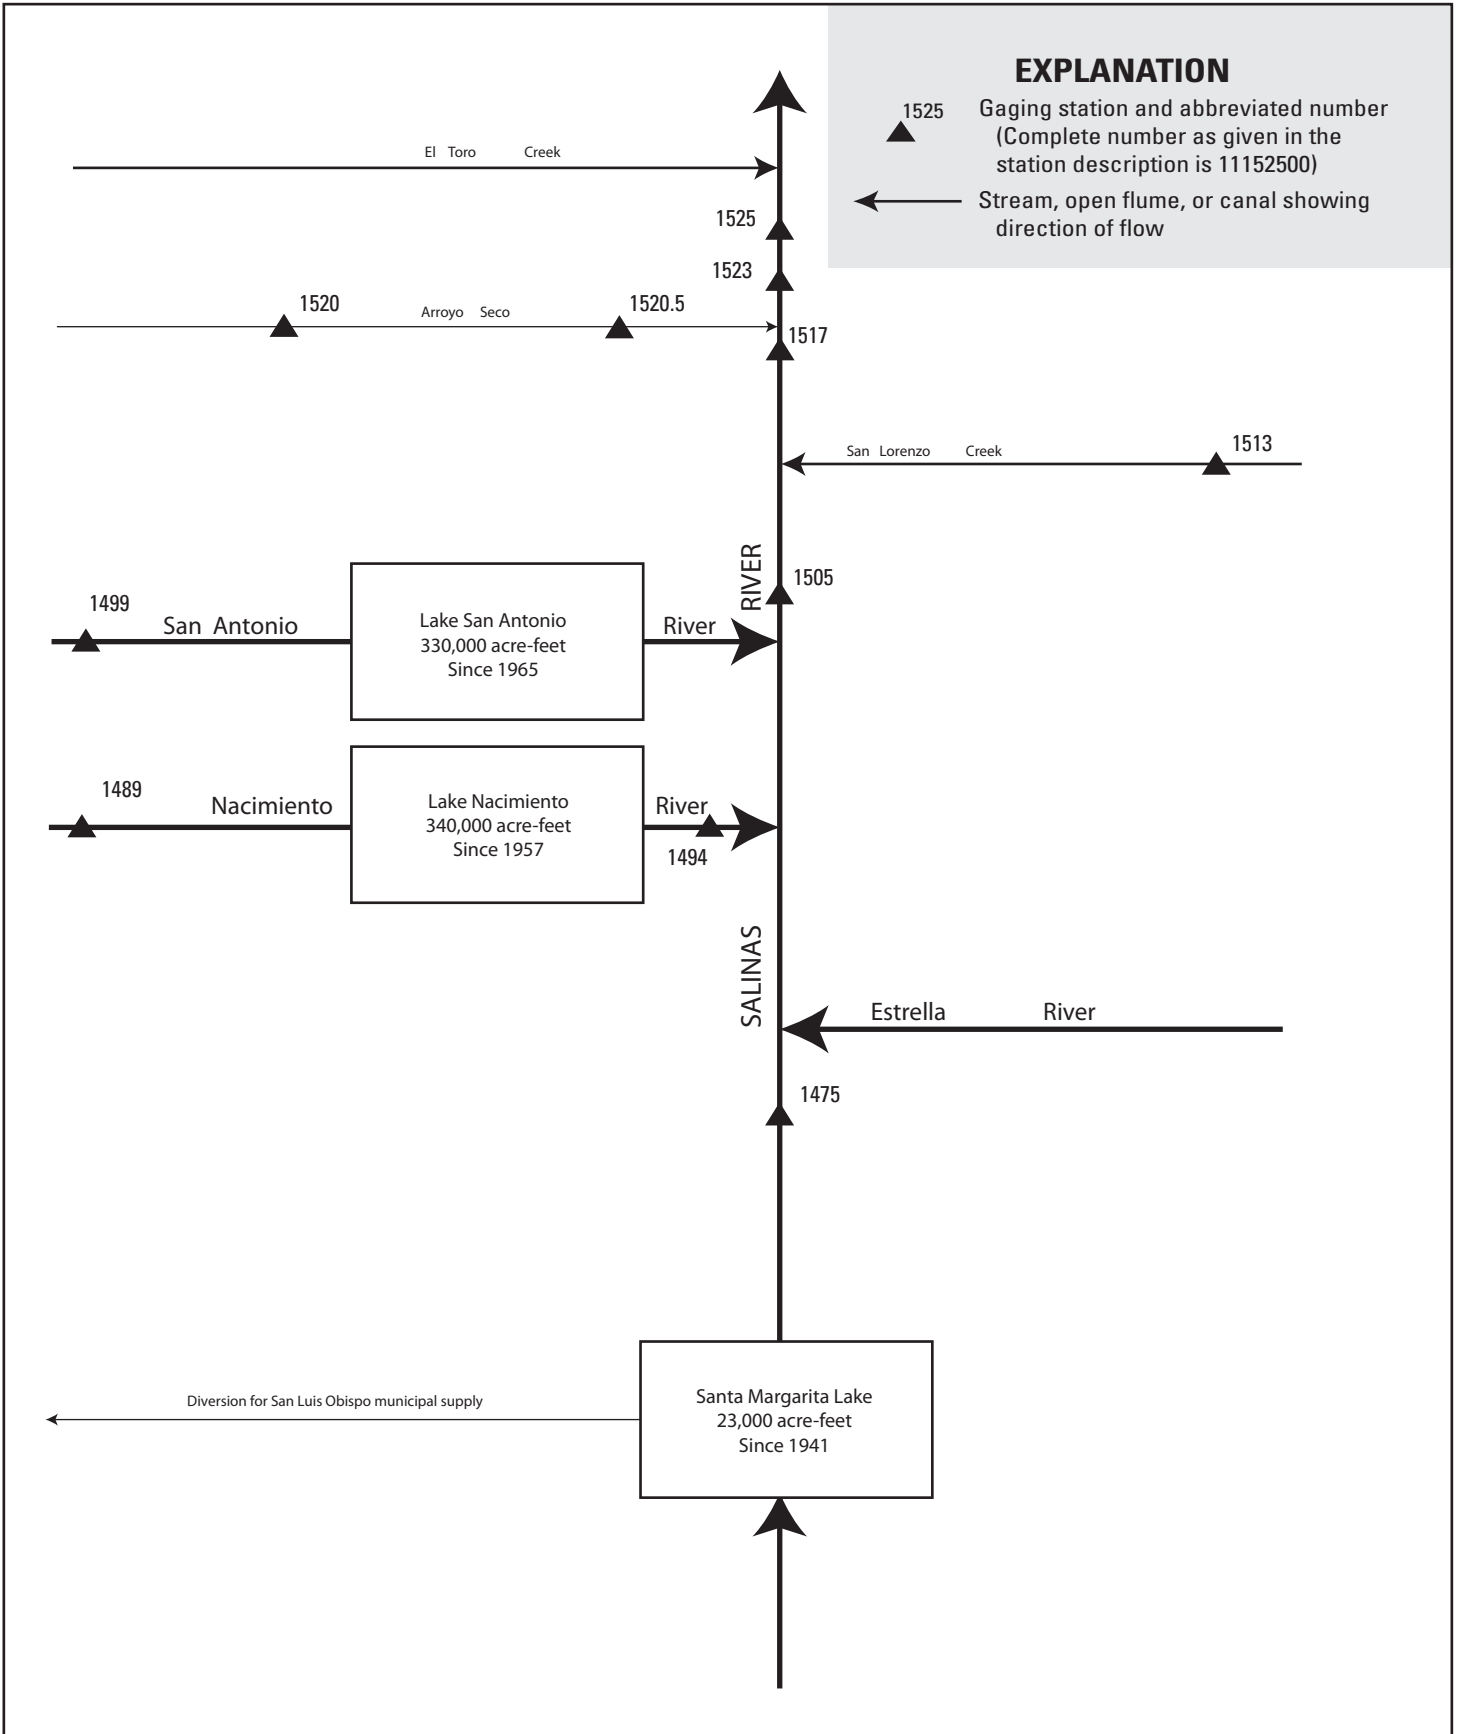 EXPLANATION
1525
Gaging station and abbreviated number
(Complete number as given in the
station description is 11152500)
Stream, open flume, or canal showing
direction of flow
El Toro Creek
1525
1523
1520
Arroyo Seco
1520.5
1517
San Lorenzo Creek
1513
RIVER
1505
1499
San Antonio
Lake San Antonio
330,000 acre-feet
Since 1965
River
1489
Nacimiento
Lake Nacimiento
340,000 acre-feet
Since 1957
River
1494
SALINAS
Estrella River
1475
Diversion for San Luis Obispo municipal supply
Santa Margarita Lake
23,000 acre-feet
Since 1941